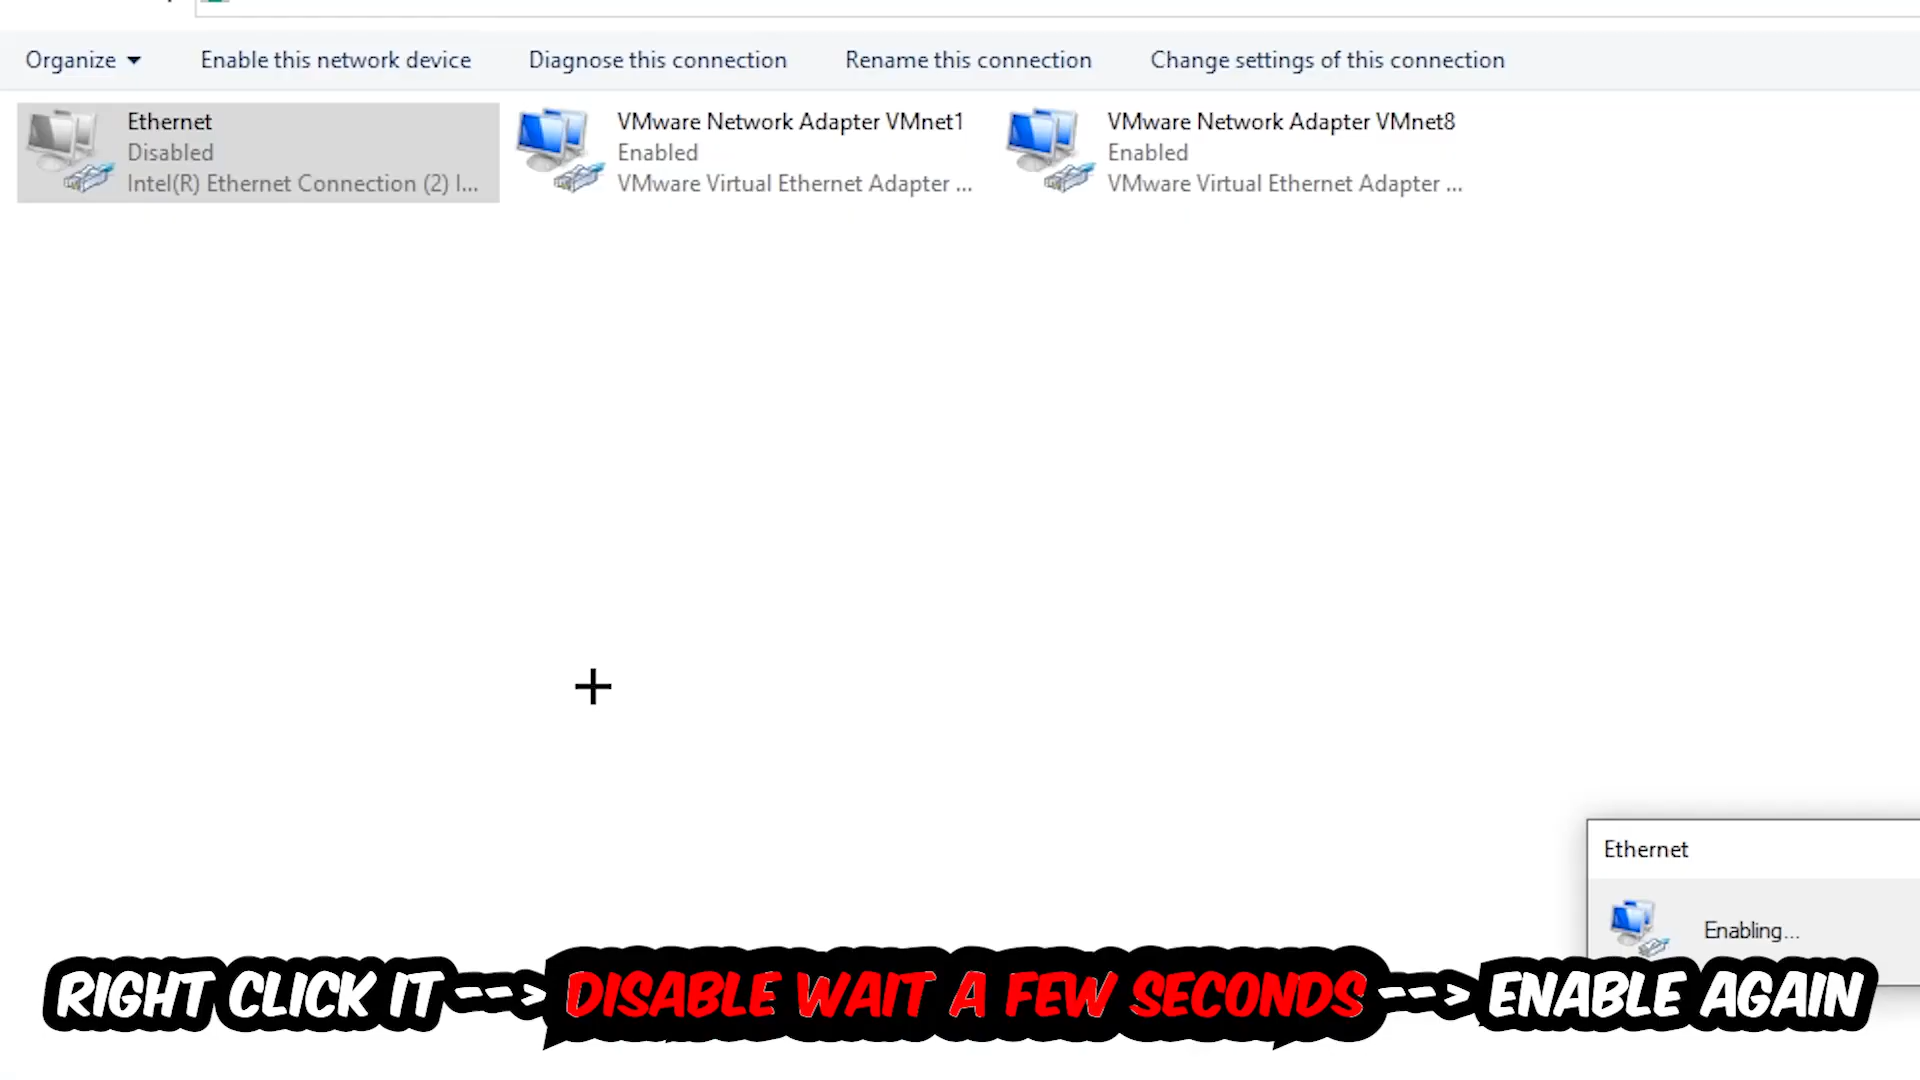 Organize Enable this network device Diagnose this connection Rename this connection Change settings of this connection
Ethernet
Disabled
Intel(R) Ethernet Connection (2) I...
VMware Network Adapter VMnet1
Enabled
VMware Virtual Ethernet Adapter ...
VMware Network Adapter VMnet8
Enabled
VMware Virtual Ethernet Adapter ...
Ethernet
Enabling...
RIGHT CLICK IT --> DISABLE WAIT A FEW SECONDS --> ENABLE AGAIN